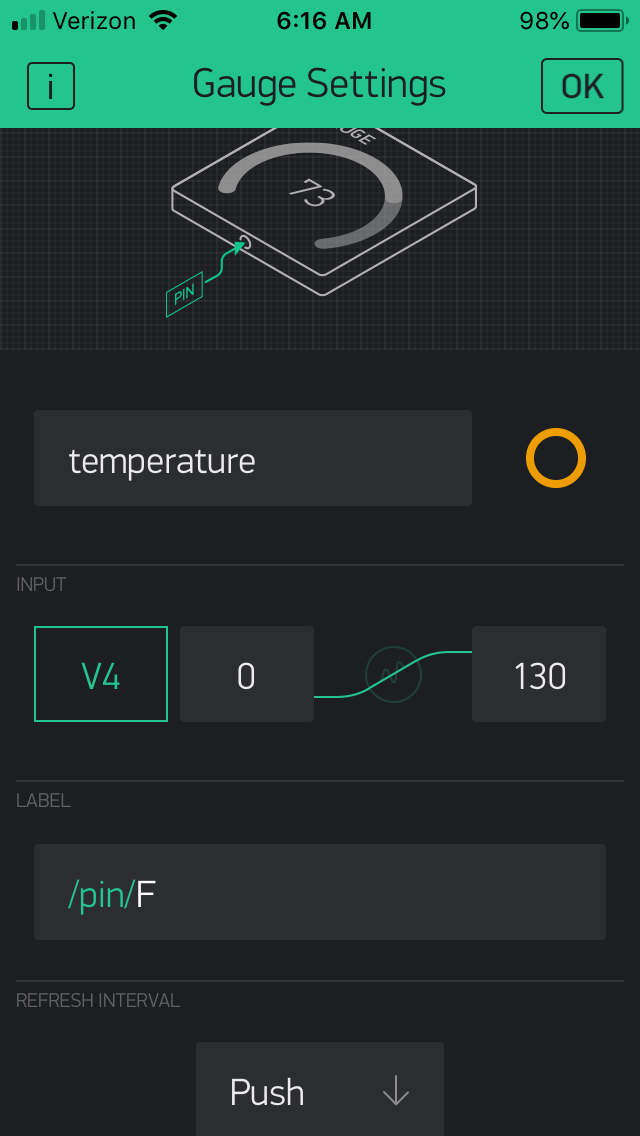 Verizon 6:16 AM 98%
i Gauge Settings OK
73
PIN
temperature
INPUT
V4 0 130
LABEL
/pin/F
REFRESH INTERVAL
Push